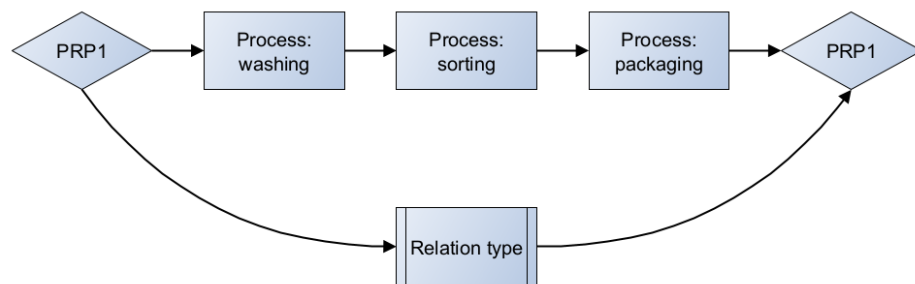 PRP1
Process:
washing
Process:
sorting
Process:
packaging
PRP1
Relation type